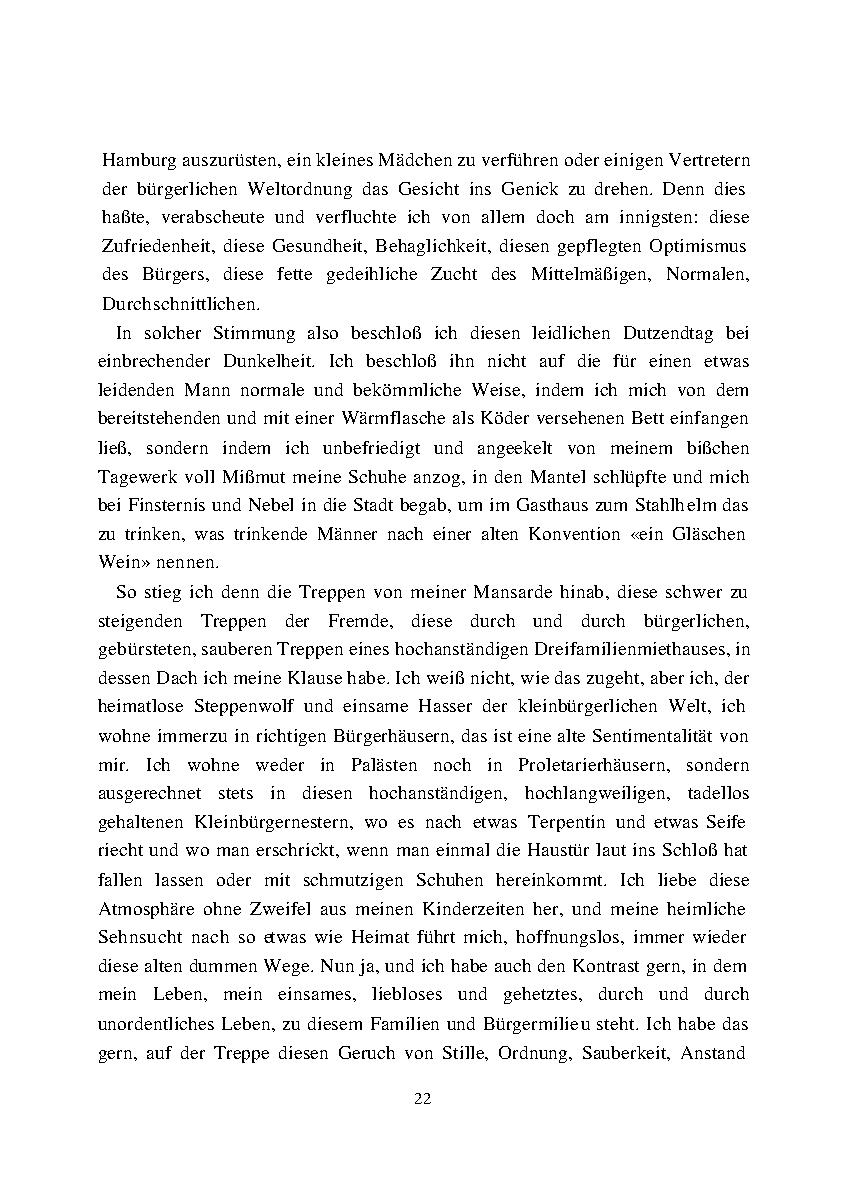 Hamburg auszurüsten, ein kleines Mädchen zu verführen oder einigen Vertretern
der bürgerlichen Weltordnung das Gesicht ins Genick zu drehen. Denn dies
haßte, verabscheute und verfluchte ich von allem doch am innigsten: diese
Zufriedenheit, diese Gesundheit, Behaglichkeit, diesen gepflegten Optimismus
des Bürgers, diese fette gedeihliche Zucht des Mittelmäßigen, Normalen,
Durchschnittlichen.
In solcher Stimmung also beschloß ich diesen leidlichen Dutzendtag bei
einbrechender Dunkelheit. Ich beschloß ihn nicht auf die für einen etwas
leidenden Mann normale und bekömmliche Weise, indem ich mich von dem
bereitstehenden und mit einer Wärmflasche als Köder versehenen Bett einfangen
ließ, sondern indem ich unbefriedigt und angeekelt von meinem bißchen
Tagewerk voll Mißmut meine Schuhe anzog, in den Mantel schlüpfte und mich
bei Finsternis und Nebel in die Stadt begab, um im Gasthaus zum Stahlhelm das
zu trinken, was trinkende Männer nach einer alten Konvention «ein Gläschen
Wein» nennen.
So stieg ich denn die Treppen von meiner Mansarde hinab, diese schwer zu
steigenden Treppen der Fremde, diese durch und durch bürgerlichen,
gebürsteten, sauberen Treppen eines hochanständigen Dreifamilienmiethauses, in
dessen Dach ich meine Klause habe. Ich weiß nicht, wie das zugeht, aber ich, der
heimatlose Steppenwolf und einsame Hasser der kleinbürgerlichen Welt, ich
wohne immerzu in richtigen Bürgerhäusern, das ist eine alte Sentimentalität von
mir. Ich wohne weder in Palästen noch in Proletarierhäusern, sondern
ausgerechnet stets in diesen hochanständigen, hochlangweiligen, tadellos
gehaltenen Kleinbürgernestern, wo es nach etwas Terpentin und etwas Seife
riecht und wo man erschrickt, wenn man einmal die Haustür laut ins Schloß hat
fallen lassen oder mit schmutzigen Schuhen hereinkommt. Ich liebe diese
Atmosphäre ohne Zweifel aus meinen Kinderzeiten her, und meine heimliche
Sehnsucht nach so etwas wie Heimat führt mich, hoffnungslos, immer wieder
diese alten dummen Wege. Nun ja, und ich habe auch den Kontrast gern, in dem
mein Leben, mein einsames, liebloses und gehetztes, durch und durch
unordentliches Leben, zu diesem Familien und Bürgermilieu steht. Ich habe das
gern, auf der Treppe diesen Geruch von Stille, Ordnung, Sauberkeit, Anstand
22